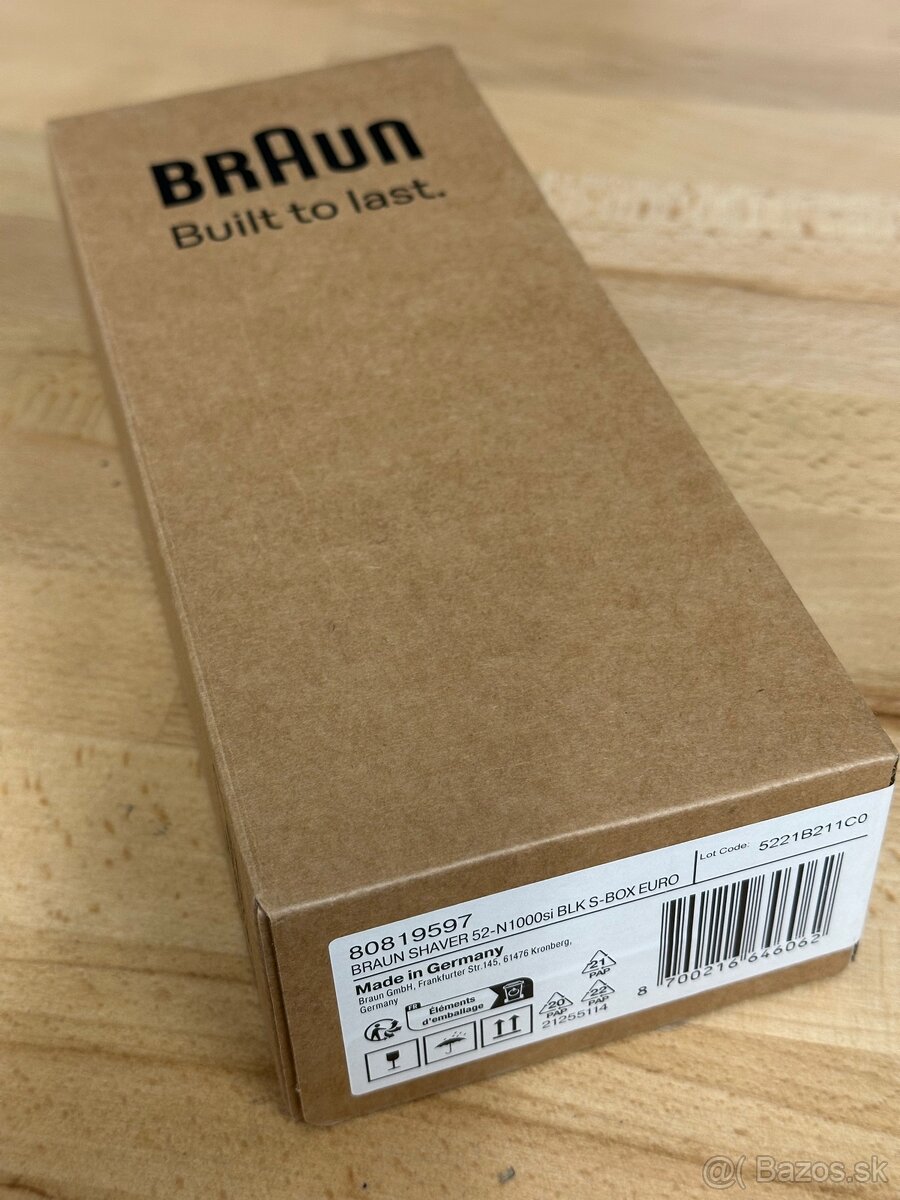 BRAUN
Built to last.
80819597
BRAUN SHAVER 52-N1000si BLK S-BOX EURO
Lot Code: 5221B211C0
Made in Germany
Braun GmbH, Frankfurter Str.145, 61476 Kronberg,
Germany
FR
Éléments
d'emballage
21
PAP
20
PAP
22
PAP
21255114
8 700216 646062
@( Bazos.sk